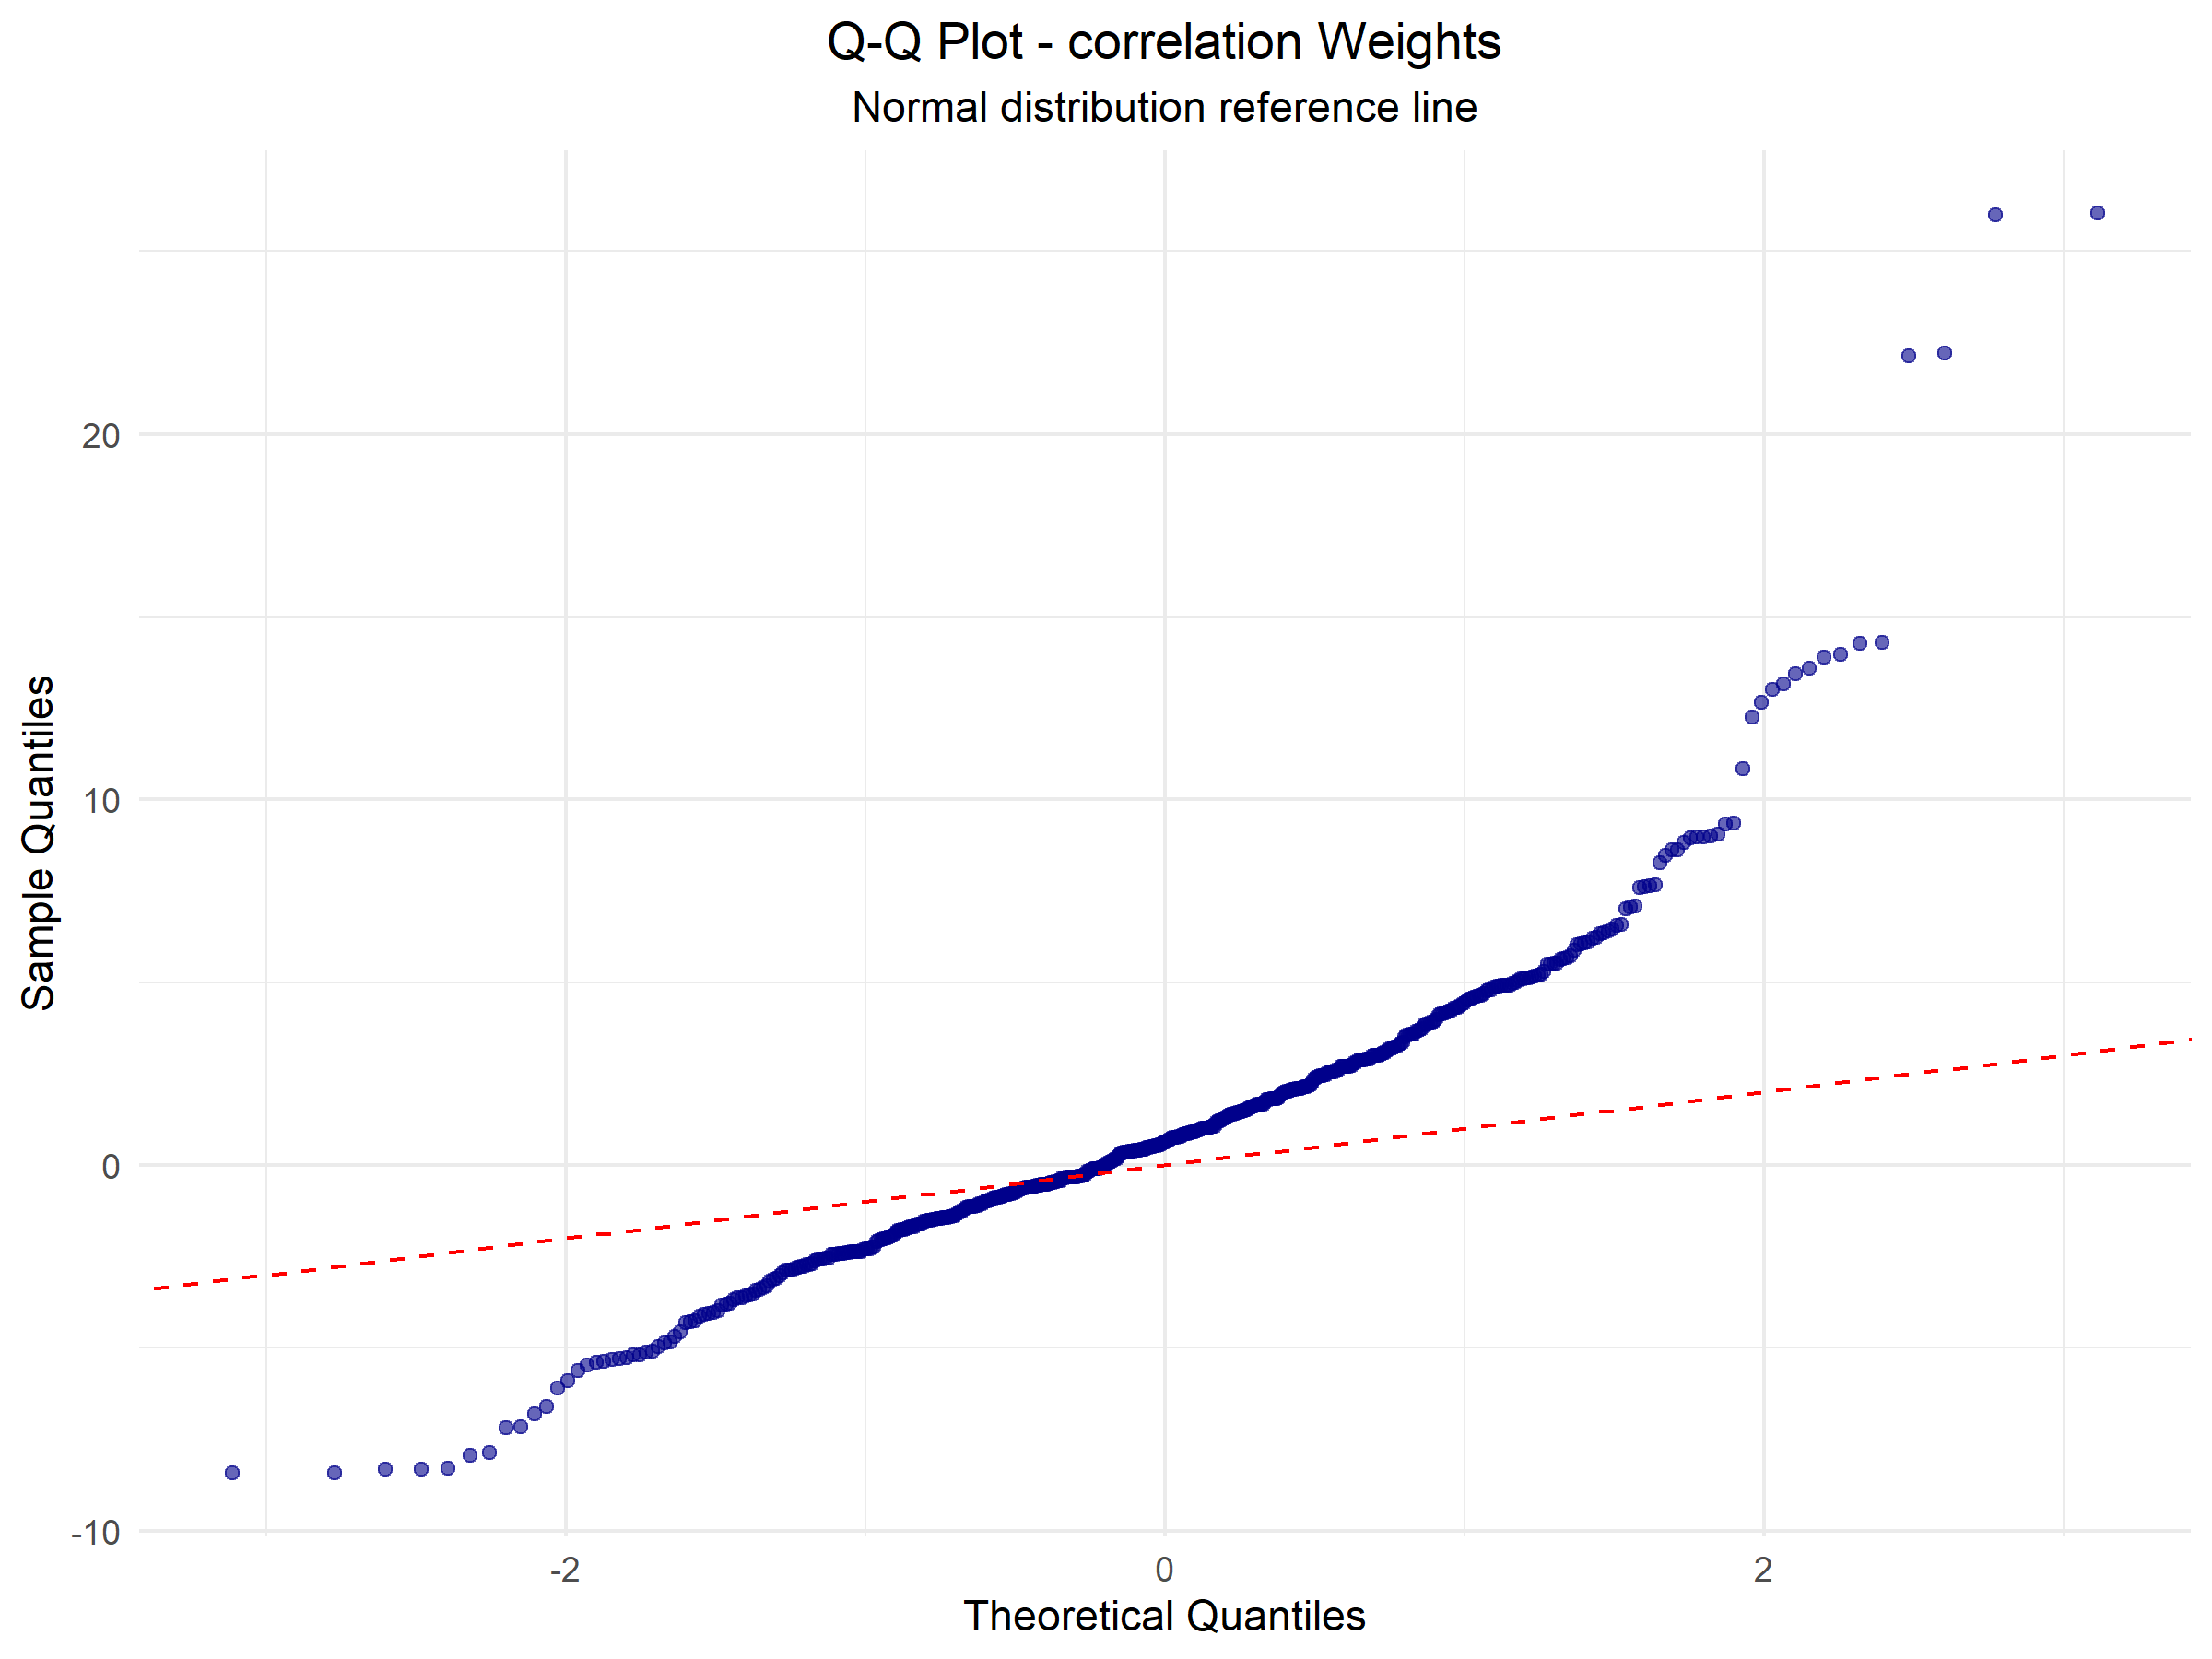 Q-Q Plot - correlation Weights
Normal distribution reference line
Sample Quantiles
20
10
0
-10
-2
0
2
Theoretical Quantiles